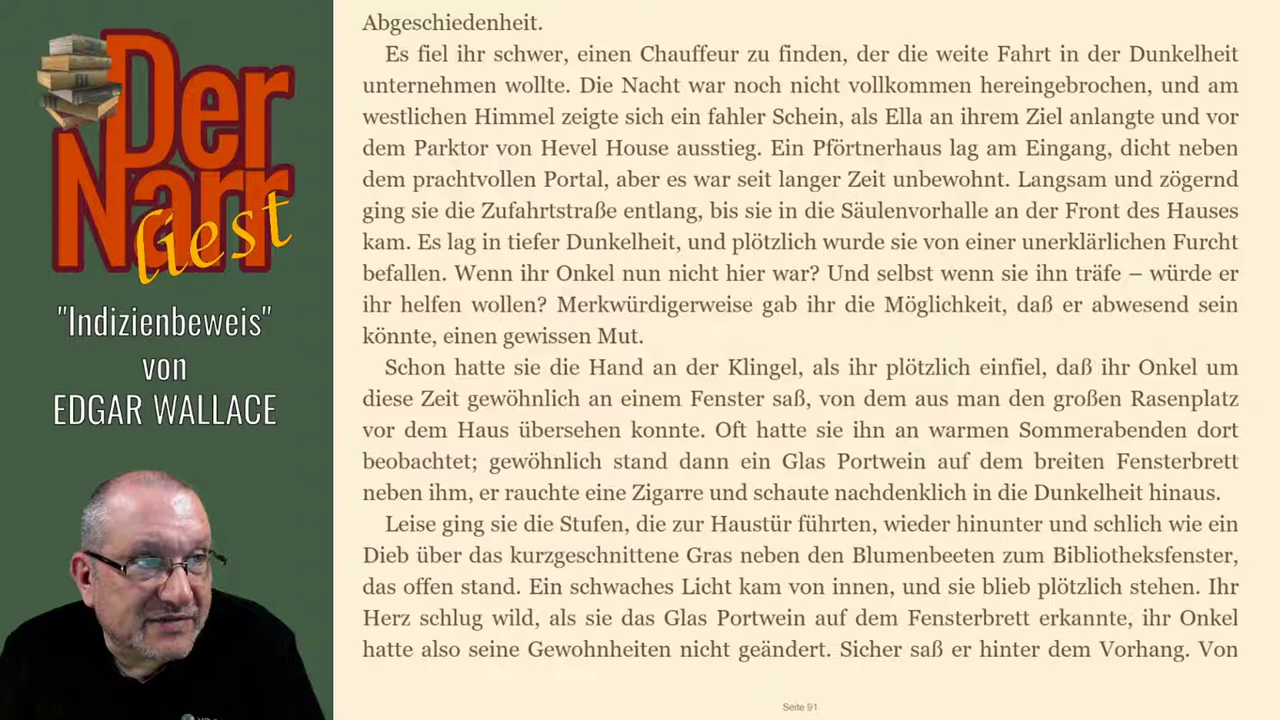 Der
Narr
liest
"Indizienbeweis"
von
EDGAR WALLACE
Abgeschiedenheit.
Es fiel ihr schwer, einen Chauffeur zu finden, der die weite Fahrt in der Dunkelheit
unternehmen wollte. Die Nacht war noch nicht vollkommen hereingebrochen, und am
westlichen Himmel zeigte sich ein fahler Schein, als Ella an ihrem Ziel anlangte und vor
dem Parktor von Hevel House ausstieg. Ein Pförtnerhaus lag am Eingang, dicht neben
dem prachtvollen Portal, aber es war seit langer Zeit unbewohnt. Langsam und zögernd
ging sie die Zufahrtstraße entlang, bis sie in die Säulenvorhalle an der Front des Hauses
kam. Es lag in tiefer Dunkelheit, und plötzlich wurde sie von einer unerklärlichen Furcht
befallen. Wenn ihr Onkel nun nicht hier war? Und selbst wenn sie ihn träfe – würde er
ihr helfen wollen? Merkwürdigerweise gab ihr die Möglichkeit, daß er abwesend sein
könnte, einen gewissen Mut.
Schon hatte sie die Hand an der Klingel, als ihr plötzlich einfiel, daß ihr Onkel um
diese Zeit gewöhnlich an einem Fenster saß, von dem aus man den großen Rasenplatz
vor dem Haus übersehen konnte. Oft hatte sie ihn an warmen Sommerabenden dort
beobachtet; gewöhnlich stand dann ein Glas Portwein auf dem breiten Fensterbrett
neben ihm, er rauchte eine Zigarre und schaute nachdenklich in die Dunkelheit hinaus.
Leise ging sie die Stufen, die zur Haustür führten, wieder hinunter und schlich wie ein
Dieb über das kurzgeschnittene Gras neben den Blumenbeeten zum Bibliotheksfenster,
das offen stand. Ein schwaches Licht kam von innen, und sie blieb plötzlich stehen. Ihr
Herz schlug wild, als sie das Glas Portwein auf dem Fensterbrett erkannte, ihr Onkel
hatte also seine Gewohnheiten nicht geändert. Sicher saß er hinter dem Vorhang. Von
Seite 91